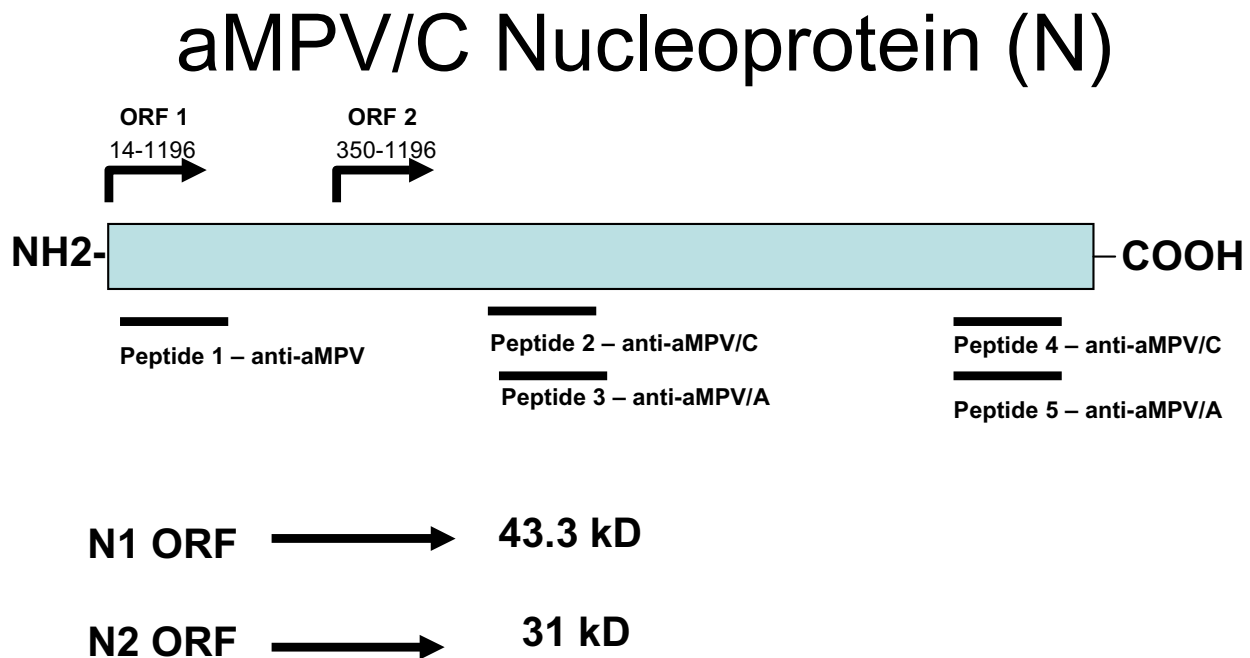 aMPV/C Nucleoprotein (N)
ORF 1
14-1196
ORF 2
350-1196
NH2-
COOH
Peptide 1 – anti-aMPV
Peptide 2 – anti-aMPV/C
Peptide 3 – anti-aMPV/A
Peptide 4 – anti-aMPV/C
Peptide 5 – anti-aMPV/A
N1 ORF
43.3 kD
N2 ORF
31 kD